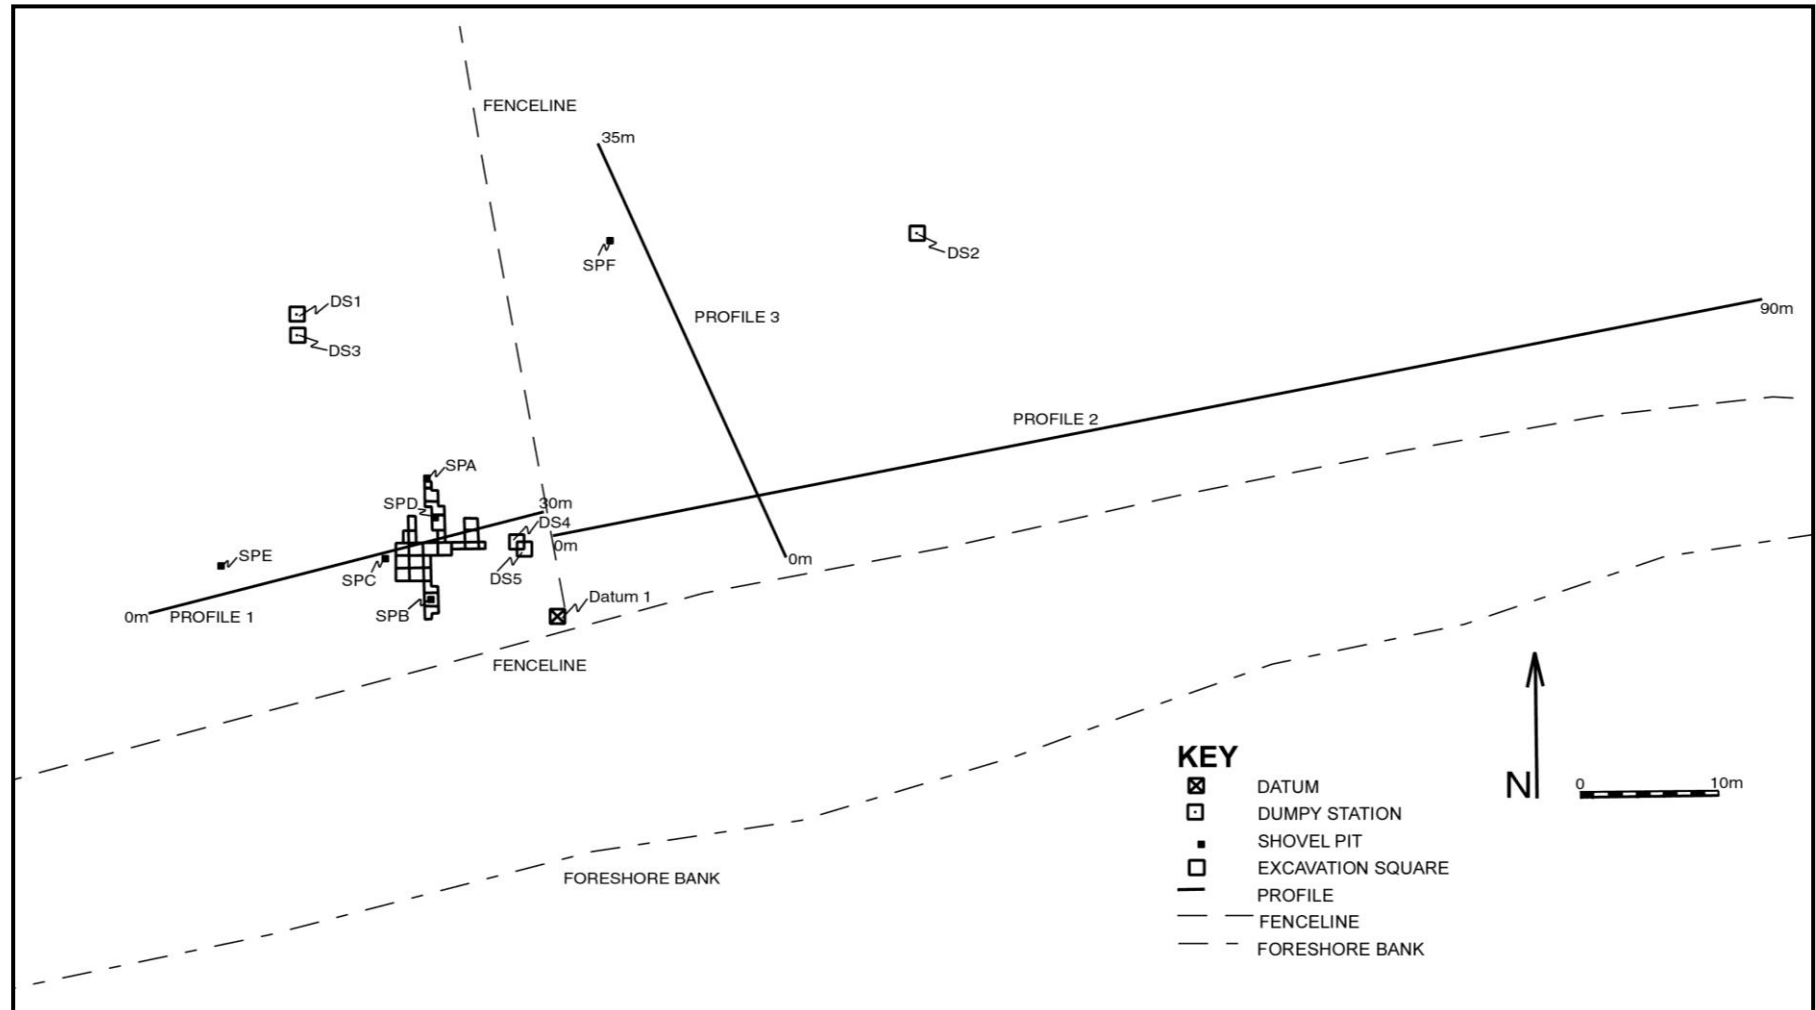 FENCELINE
35m
SPF
DS2
DS1
DS3
PROFILE 3
90m
PROFILE 2
SPA
SPD
30m
DS4
0m
SPE
SPC
DS5
0m
Datum 1
0m
PROFILE 1
SPB
FENCELINE
FORESHORE BANK
KEY
DATUM
DUMPY STATION
SHOVEL PIT
EXCAVATION SQUARE
PROFILE
FENCELINE
FORESHORE BANK
N
0
10m